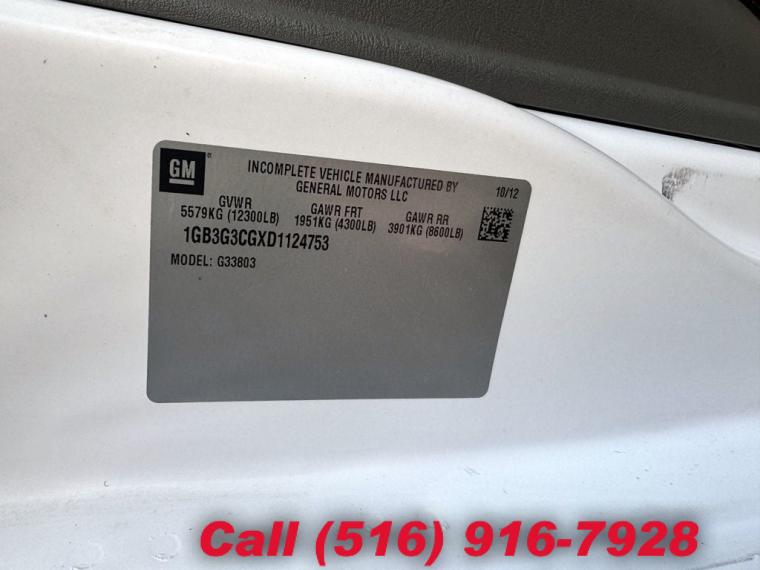 GM ®
INCOMPLETE VEHICLE MANUFACTURED BY
GENERAL MOTORS LLC
10/12
GVWR GAWR FRT GAWR RR
5579KG (12300LB) 1951KG (4300LB) 3901KG (8600LB)
1GB3G3CGXD1124753
MODEL: G33803
Call (516) 916-7928